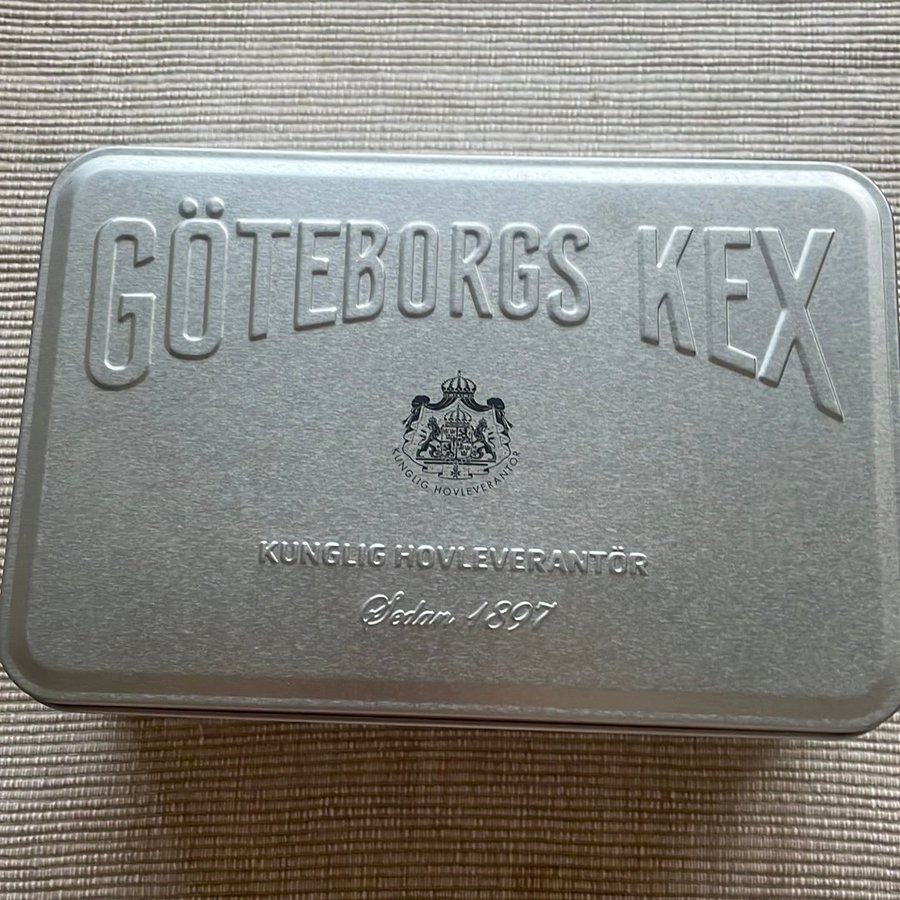 GÖTEBORGS KEX
KUNGLIG HOVLEVERANTÖR
KUNGLIG HOVLEVERANTÖR
Sedan 1897